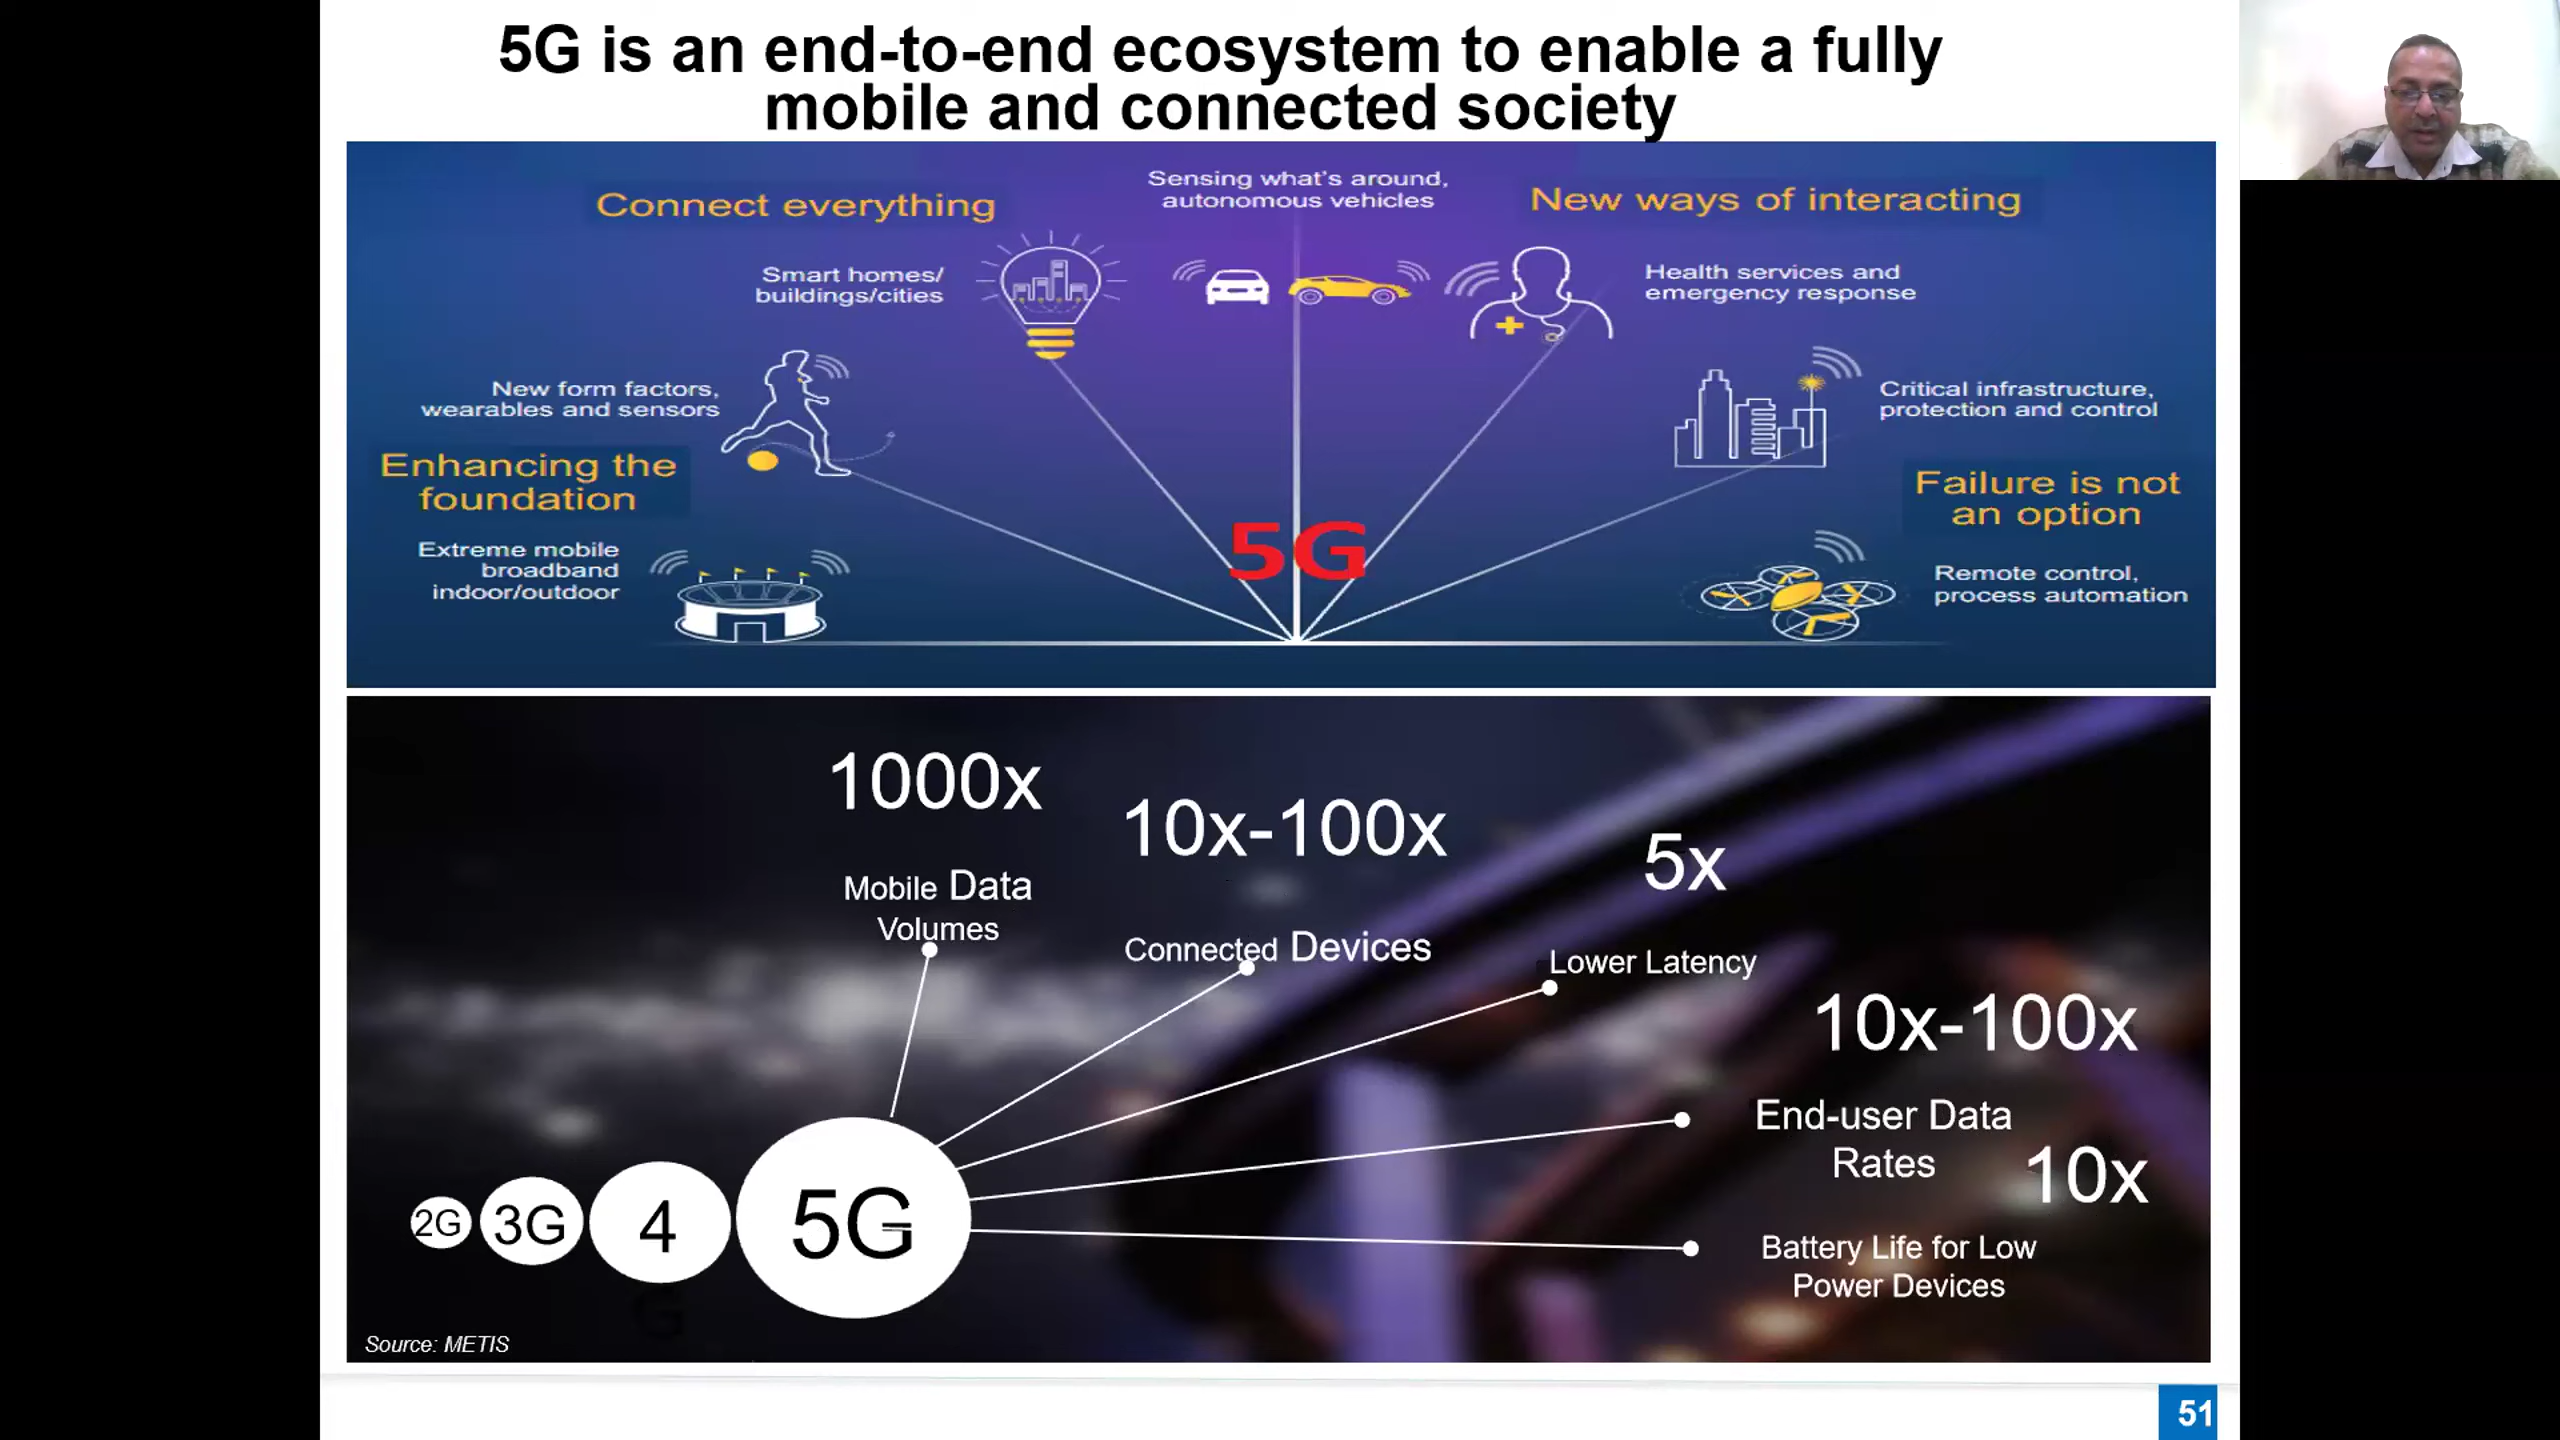 5G is an end-to-end ecosystem to enable a fully
mobile and connected society
Connect everything
Sensing what's around,
autonomous vehicles
New ways of interacting
Smart homes/
buildings/cities
Health services and
emergency response
New form factors,
wearables and sensors
Critical infrastructure,
protection and control
Enhancing the
foundation
Failure is not
an option
Extreme mobile
broadband
indoor/outdoor
5G
Remote control,
process automation
1000x
Mobile Data
Volumes
10x-100x
Connected Devices
5x
Lower Latency
10x-100x
End-user Data
Rates
10x
Battery Life for Low
Power Devices
2G
3G
4
G
5G
Source: METIS
51